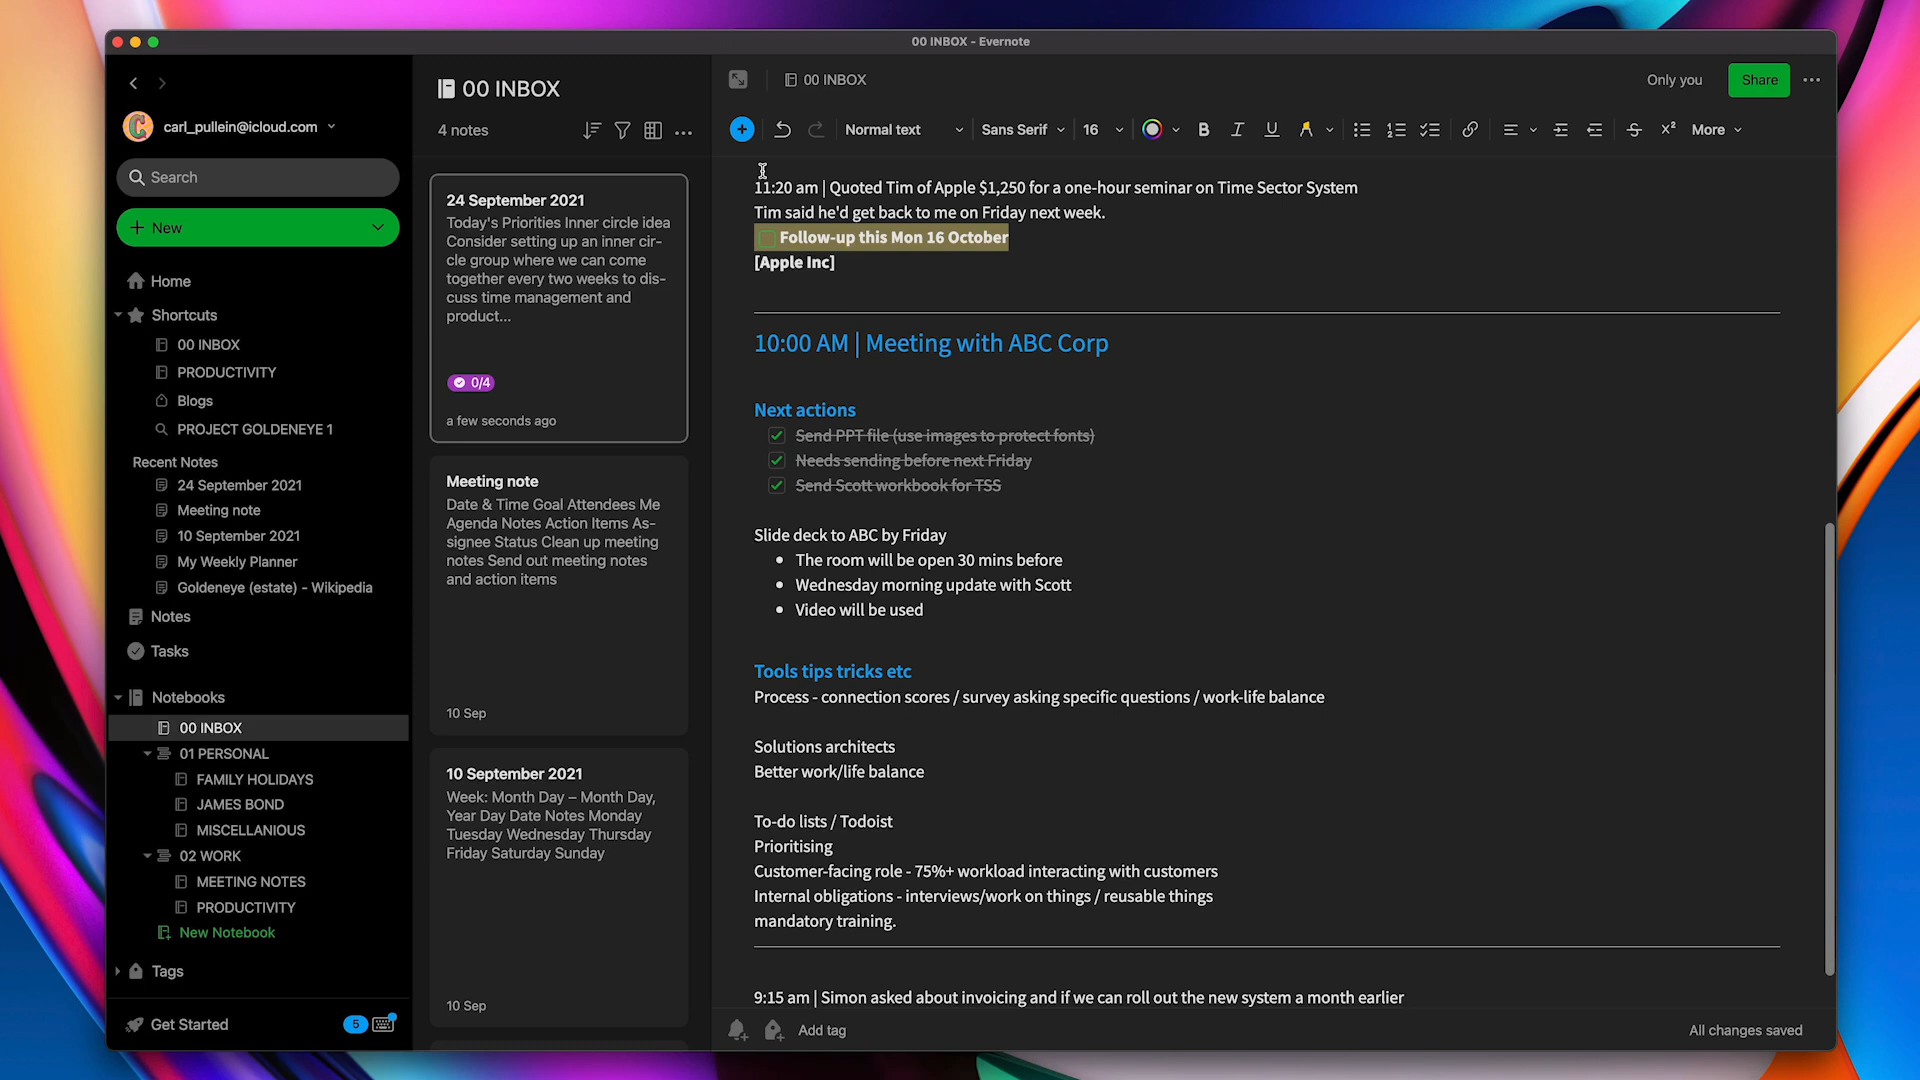 00 INBOX - Evernote
carl_pullein@icloud.com
Search
New
Home
Shortcuts
00 INBOX
PRODUCTIVITY
Blogs
PROJECT GOLDENEYE 1
Recent Notes
24 September 2021
Meeting note
10 September 2021
My Weekly Planner
Goldeneye (estate) - Wikipedia
Notes
Tasks
Notebooks
00 INBOX
01 PERSONAL
FAMILY HOLIDAYS
JAMES BOND
MISCELLANIOUS
02 WORK
MEETING NOTES
PRODUCTIVITY
New Notebook
Tags
Get Started
5
00 INBOX
4 notes
24 September 2021
Today's Priorities Inner circle idea
Consider setting up an inner cir-
cle group where we can come
together every two weeks to dis-
cuss time management and
product...
0/4
a few seconds ago
Meeting note
Date & Time Goal Attendees Me
Agenda Notes Action Items As-
signee Status Clean up meeting
notes Send out meeting notes
and action items
10 Sep
10 September 2021
Week: Month Day – Month Day,
Year Day Date Notes Monday
Tuesday Wednesday Thursday
Friday Saturday Sunday
10 Sep
00 INBOX
Only you
Share
Normal text
Sans Serif
16
B
I
U
A
S
X²
More
11:20 am | Quoted Tim of Apple $1,250 for a one-hour seminar on Time Sector System
Tim said he'd get back to me on Friday next week.
Follow-up this Mon 16 October
[Apple Inc]
10:00 AM | Meeting with ABC Corp
Next actions
Send PPT file (use images to protect fonts)
Needs sending before next Friday
Send Scott workbook for TSS
Slide deck to ABC by Friday
• The room will be open 30 mins before
• Wednesday morning update with Scott
• Video will be used
Tools tips tricks etc
Process - connection scores / survey asking specific questions / work-life balance
Solutions architects
Better work/life balance
To-do lists / Todoist
Prioritising
Customer-facing role - 75%+ workload interacting with customers
Internal obligations - interviews/work on things / reusable things
mandatory training.
9:15 am | Simon asked about invoicing and if we can roll out the new system a month earlier
Add tag
All changes saved